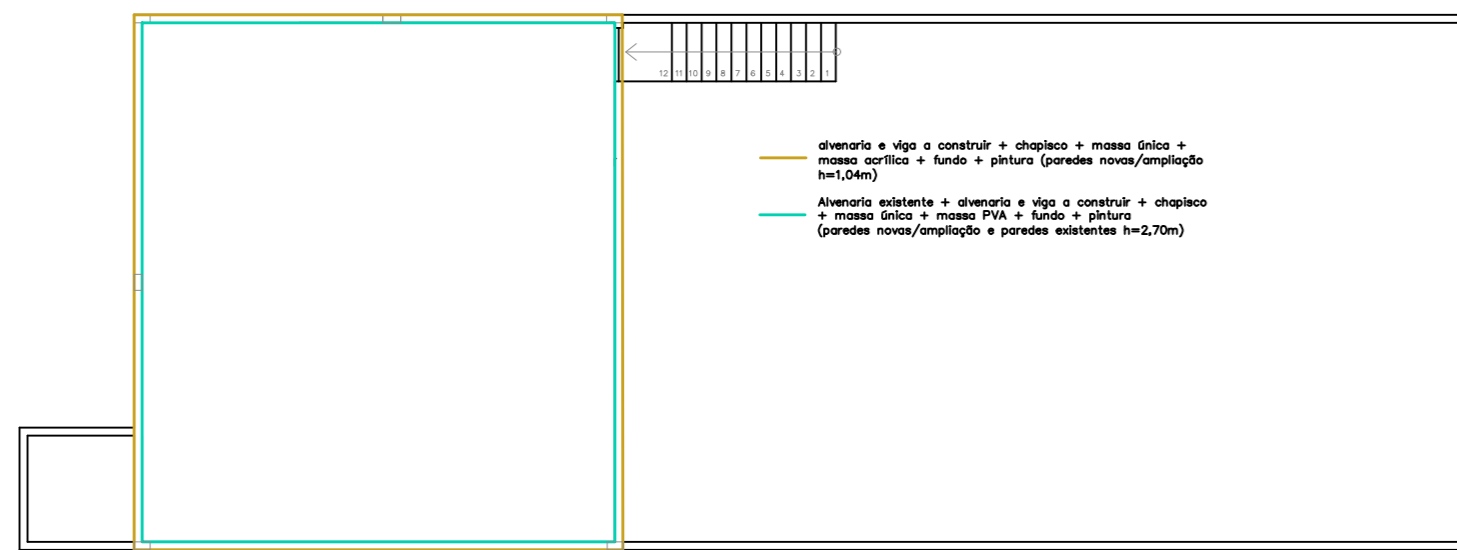 12 11 10 9 8 7 6 5 4 3 2 1
alvenaria e viga a construir + chapisco + massa única +
massa acrílica + fundo + pintura (paredes novas/ampliação
h=1,04m)
Alvenaria existente + alvenaria e viga a construir + chapisco
+ massa única + massa PVA + fundo + pintura
(paredes novas/ampliação e paredes existentes h=2,70m)